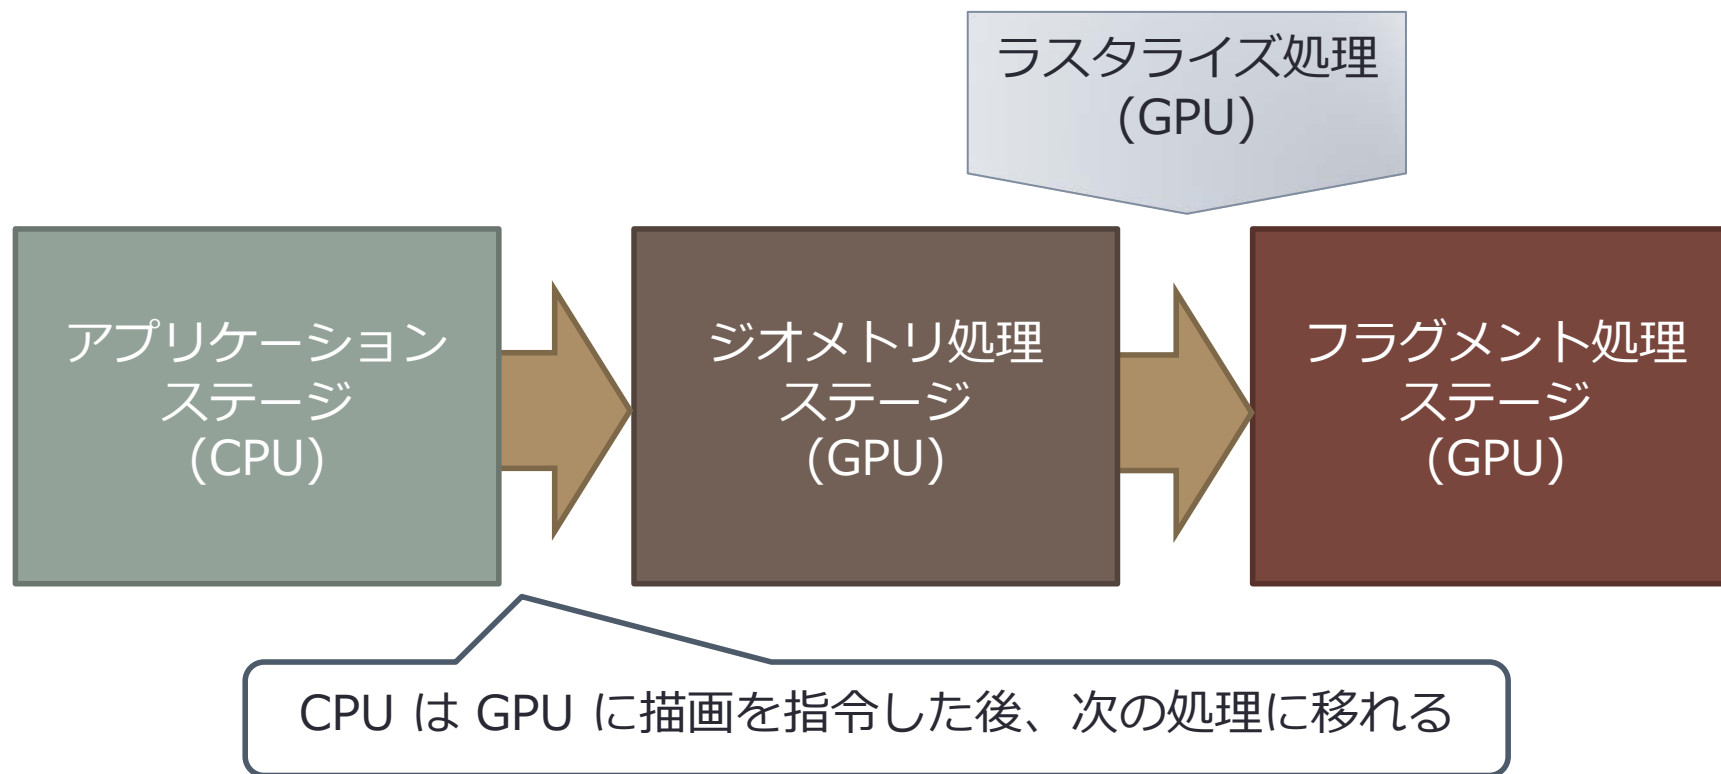 ラスタライズ処理
(GPU)
アプリケーション
ステージ
(CPU)
ジオメトリ処理
ステージ
(GPU)
フラグメント処理
ステージ
(GPU)
CPU は GPU に描画を指令した後、次の処理に移れる